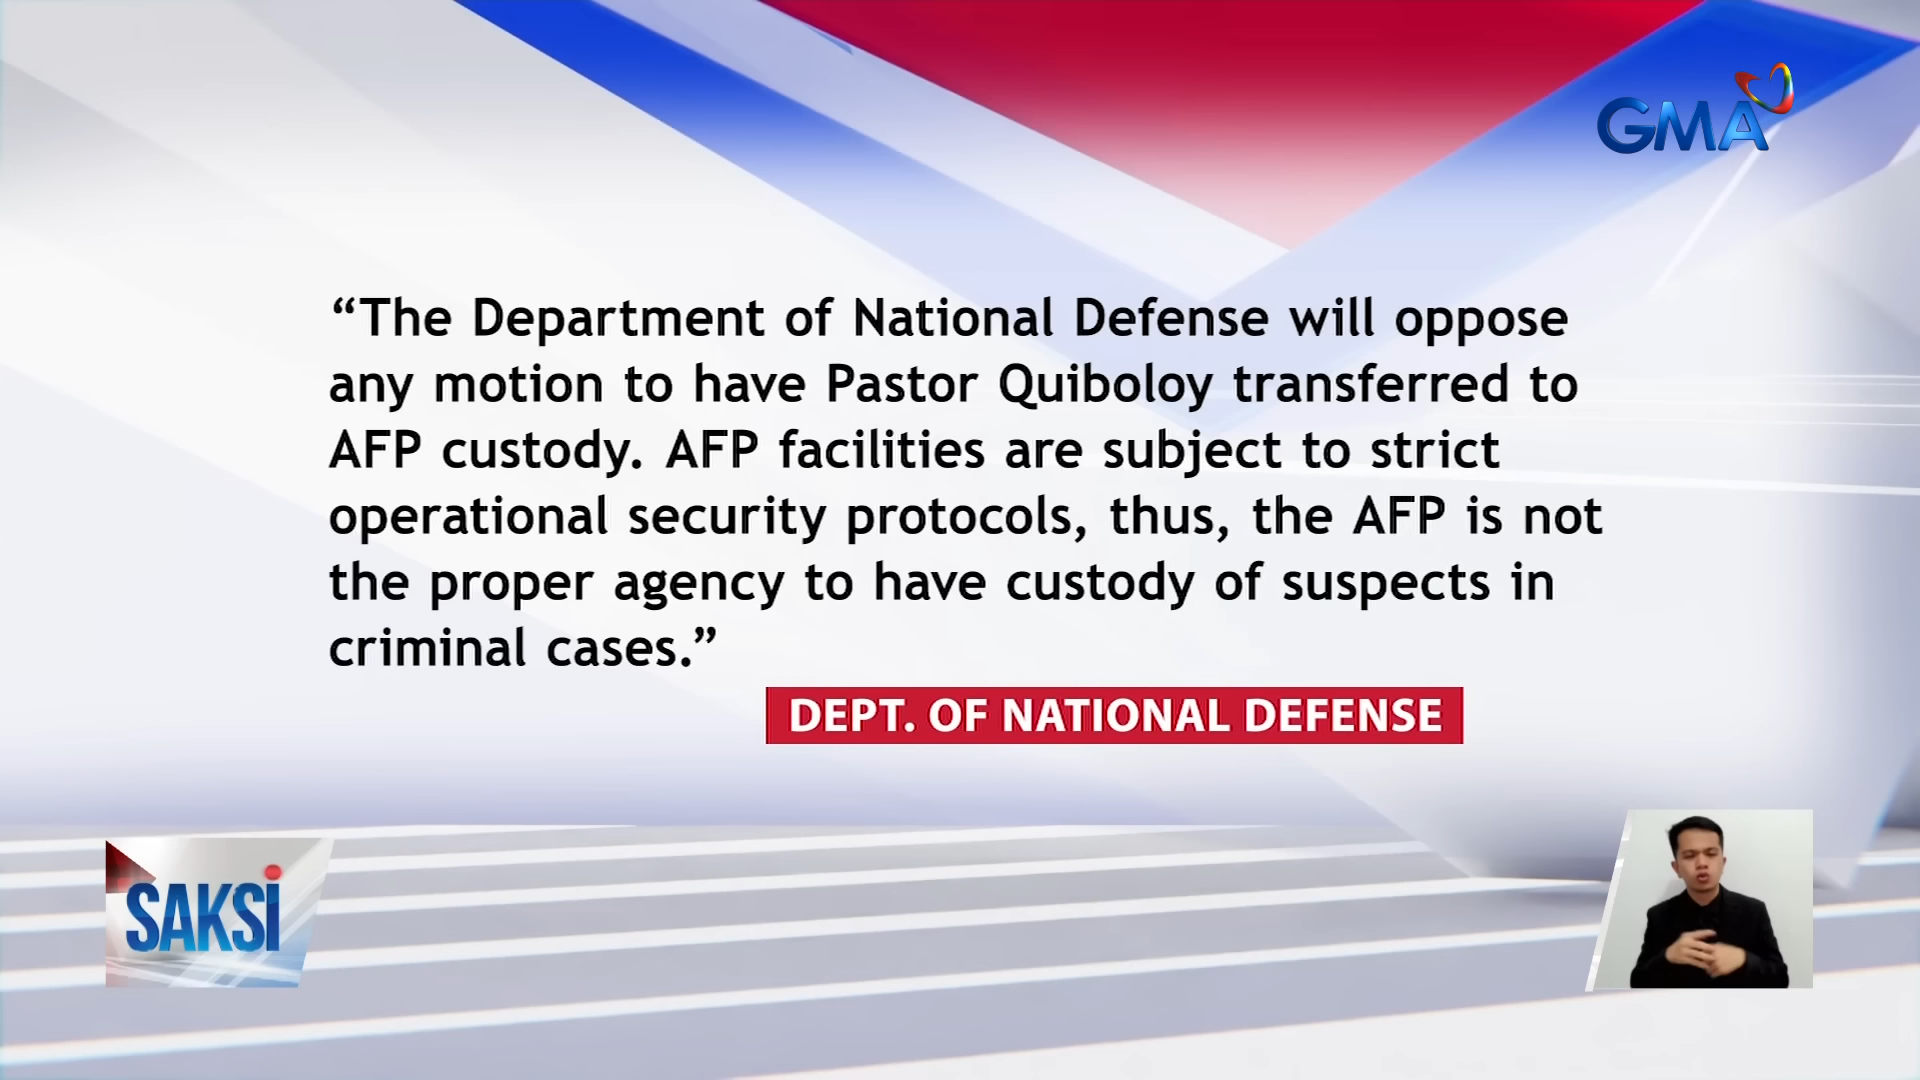 GMA
“The Department of National Defense will oppose
any motion to have Pastor Quiboloy transferred to
AFP custody. AFP facilities are subject to strict
operational security protocols, thus, the AFP is not
the proper agency to have custody of suspects in
criminal cases.”
DEPT. OF NATIONAL DEFENSE
SAKSI